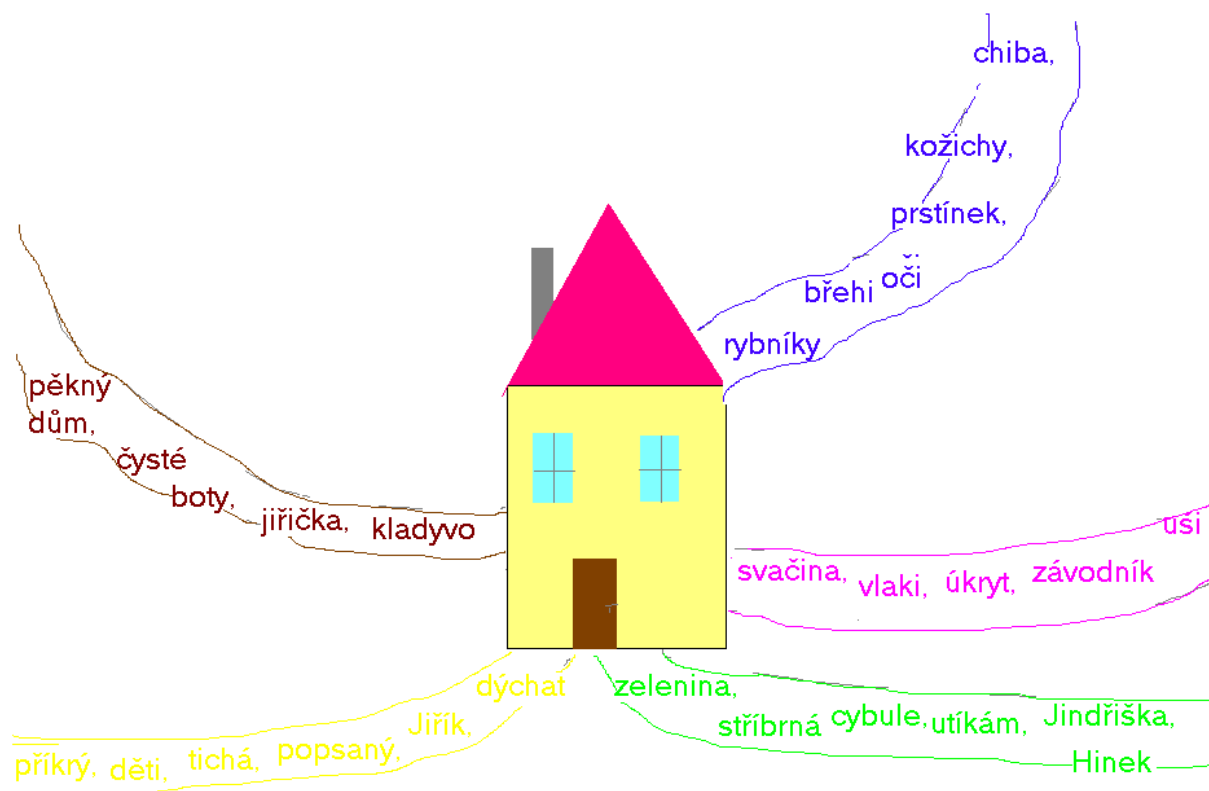 chiba,
kožichy,
prstínek,
oči
břehi
rybníky
pěkný
dům,
čysté
boty,
jiřička,
kladyvo
uši
svačina, vlaki, úkryt, závodník
dýchat
Jiřík,
popsaný,
příkrý, děti, tichá,
zelenina,
stříbrná cybule, utíkám, Jindřiška,
Hinek